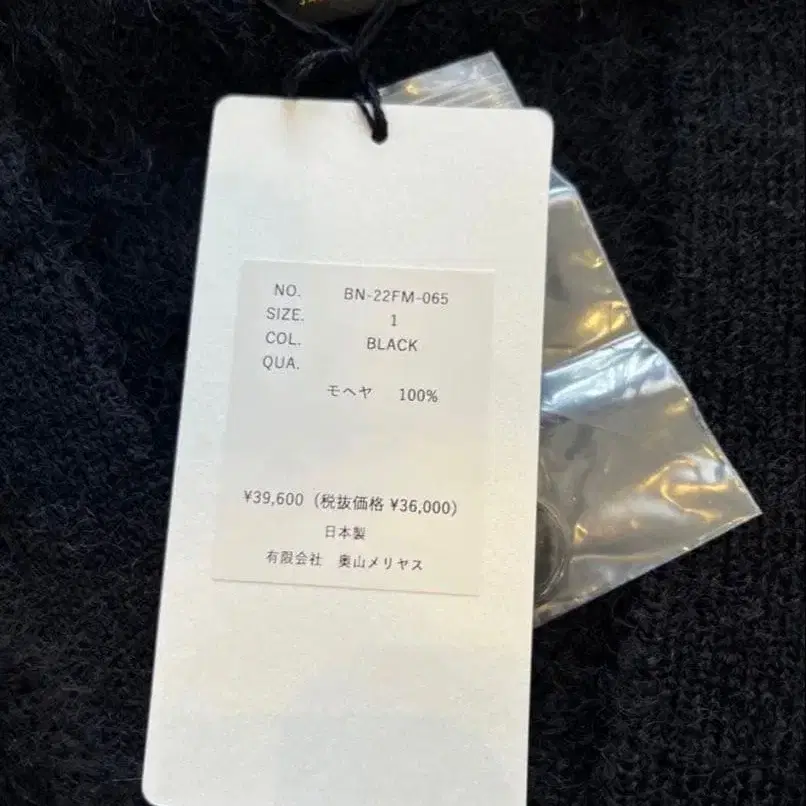 NO. BN-22FM-065
SIZE. 1
COL. BLACK
QUA.
モヘヤ 100%
¥39,600（税抜価格 ¥36,000）
日本製
有限会社 奥山メリヤス